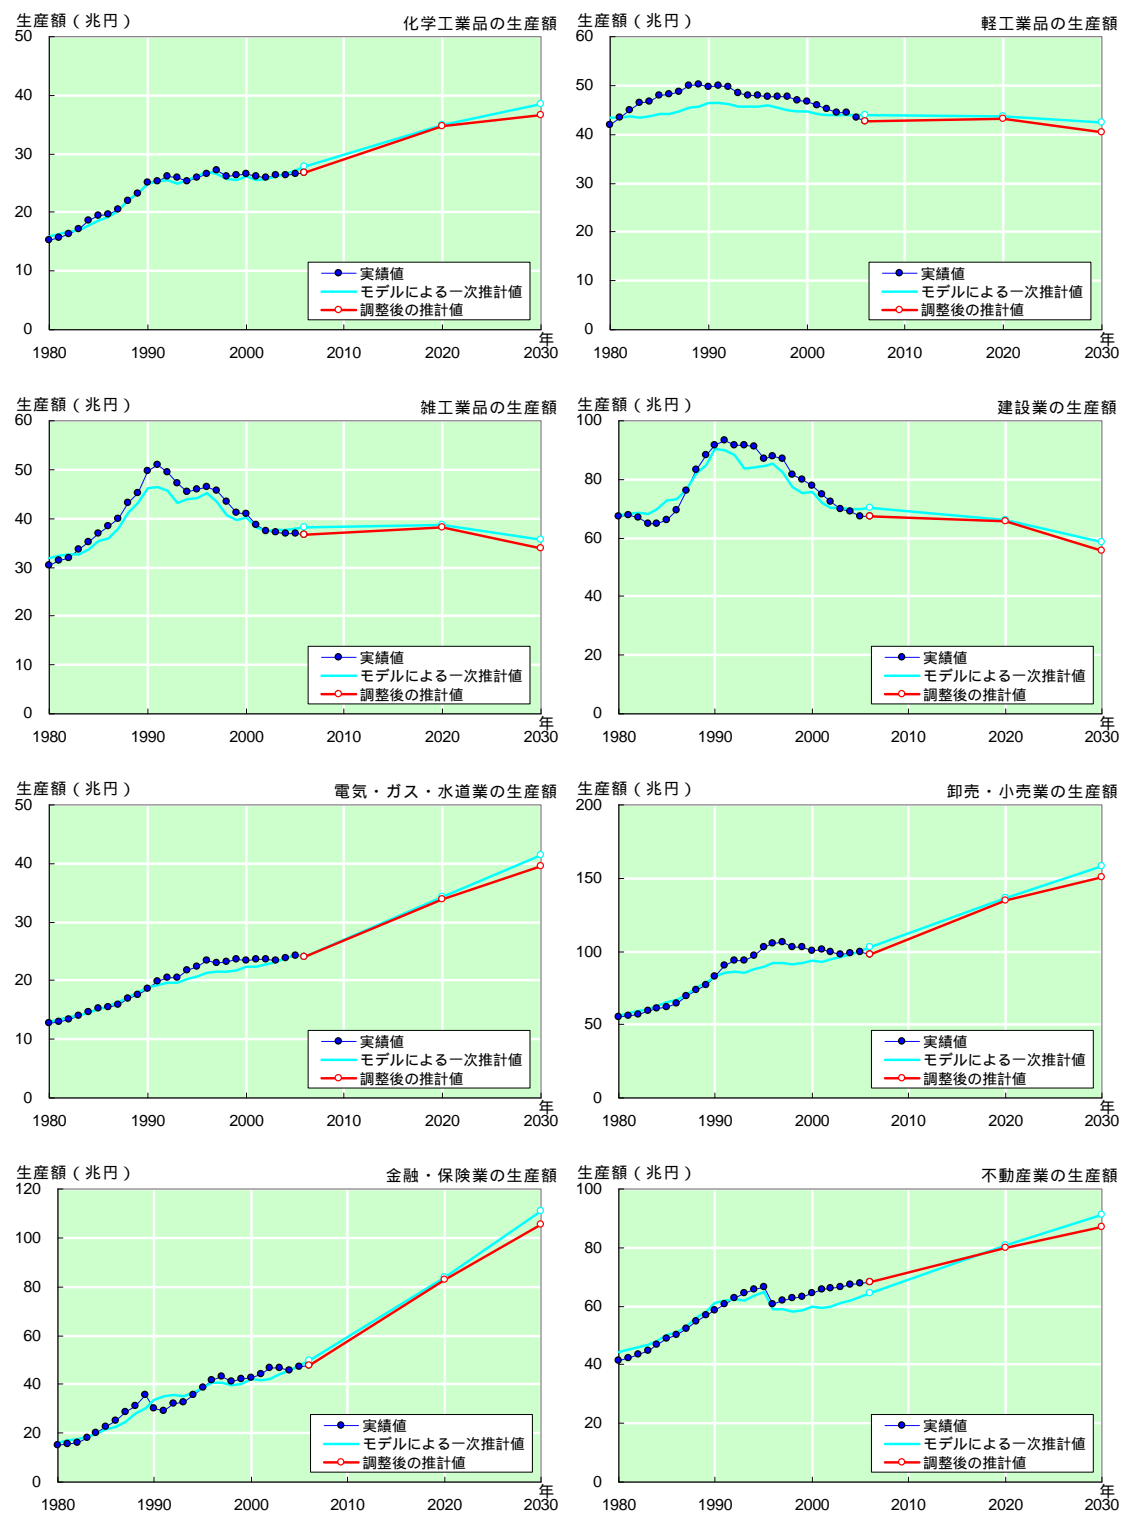 生産額（兆円）
化学工業品の生産額
50
40
30
20
10
0
実績値
モデルによる一次推計値
調整後の推計値
年
1980 1990 2000 2010 2020 2030
生産額（兆円）
軽工業品の生産額
60
50
40
30
20
10
0
実績値
モデルによる一次推計値
調整後の推計値
年
1980 1990 2000 2010 2020 2030
生産額（兆円）
雑工業品の生産額
60
50
40
30
20
10
0
実績値
モデルによる一次推計値
調整後の推計値
年
1980 1990 2000 2010 2020 2030
生産額（兆円）
建設業の生産額
100
80
60
40
20
0
実績値
モデルによる一次推計値
調整後の推計値
年
1980 1990 2000 2010 2020 2030
生産額（兆円）
電気・ガス・水道業の生産額
50
40
30
20
10
0
実績値
モデルによる一次推計値
調整後の推計値
年
1980 1990 2000 2010 2020 2030
生産額（兆円）
卸売・小売業の生産額
200
150
100
50
0
実績値
モデルによる一次推計値
調整後の推計値
年
1980 1990 2000 2010 2020 2030
生産額（兆円）
金融・保険業の生産額
120
100
80
60
40
20
0
実績値
モデルによる一次推計値
調整後の推計値
年
1980 1990 2000 2010 2020 2030
生産額（兆円）
不動産業の生産額
100
80
60
40
20
0
実績値
モデルによる一次推計値
調整後の推計値
年
1980 1990 2000 2010 2020 2030